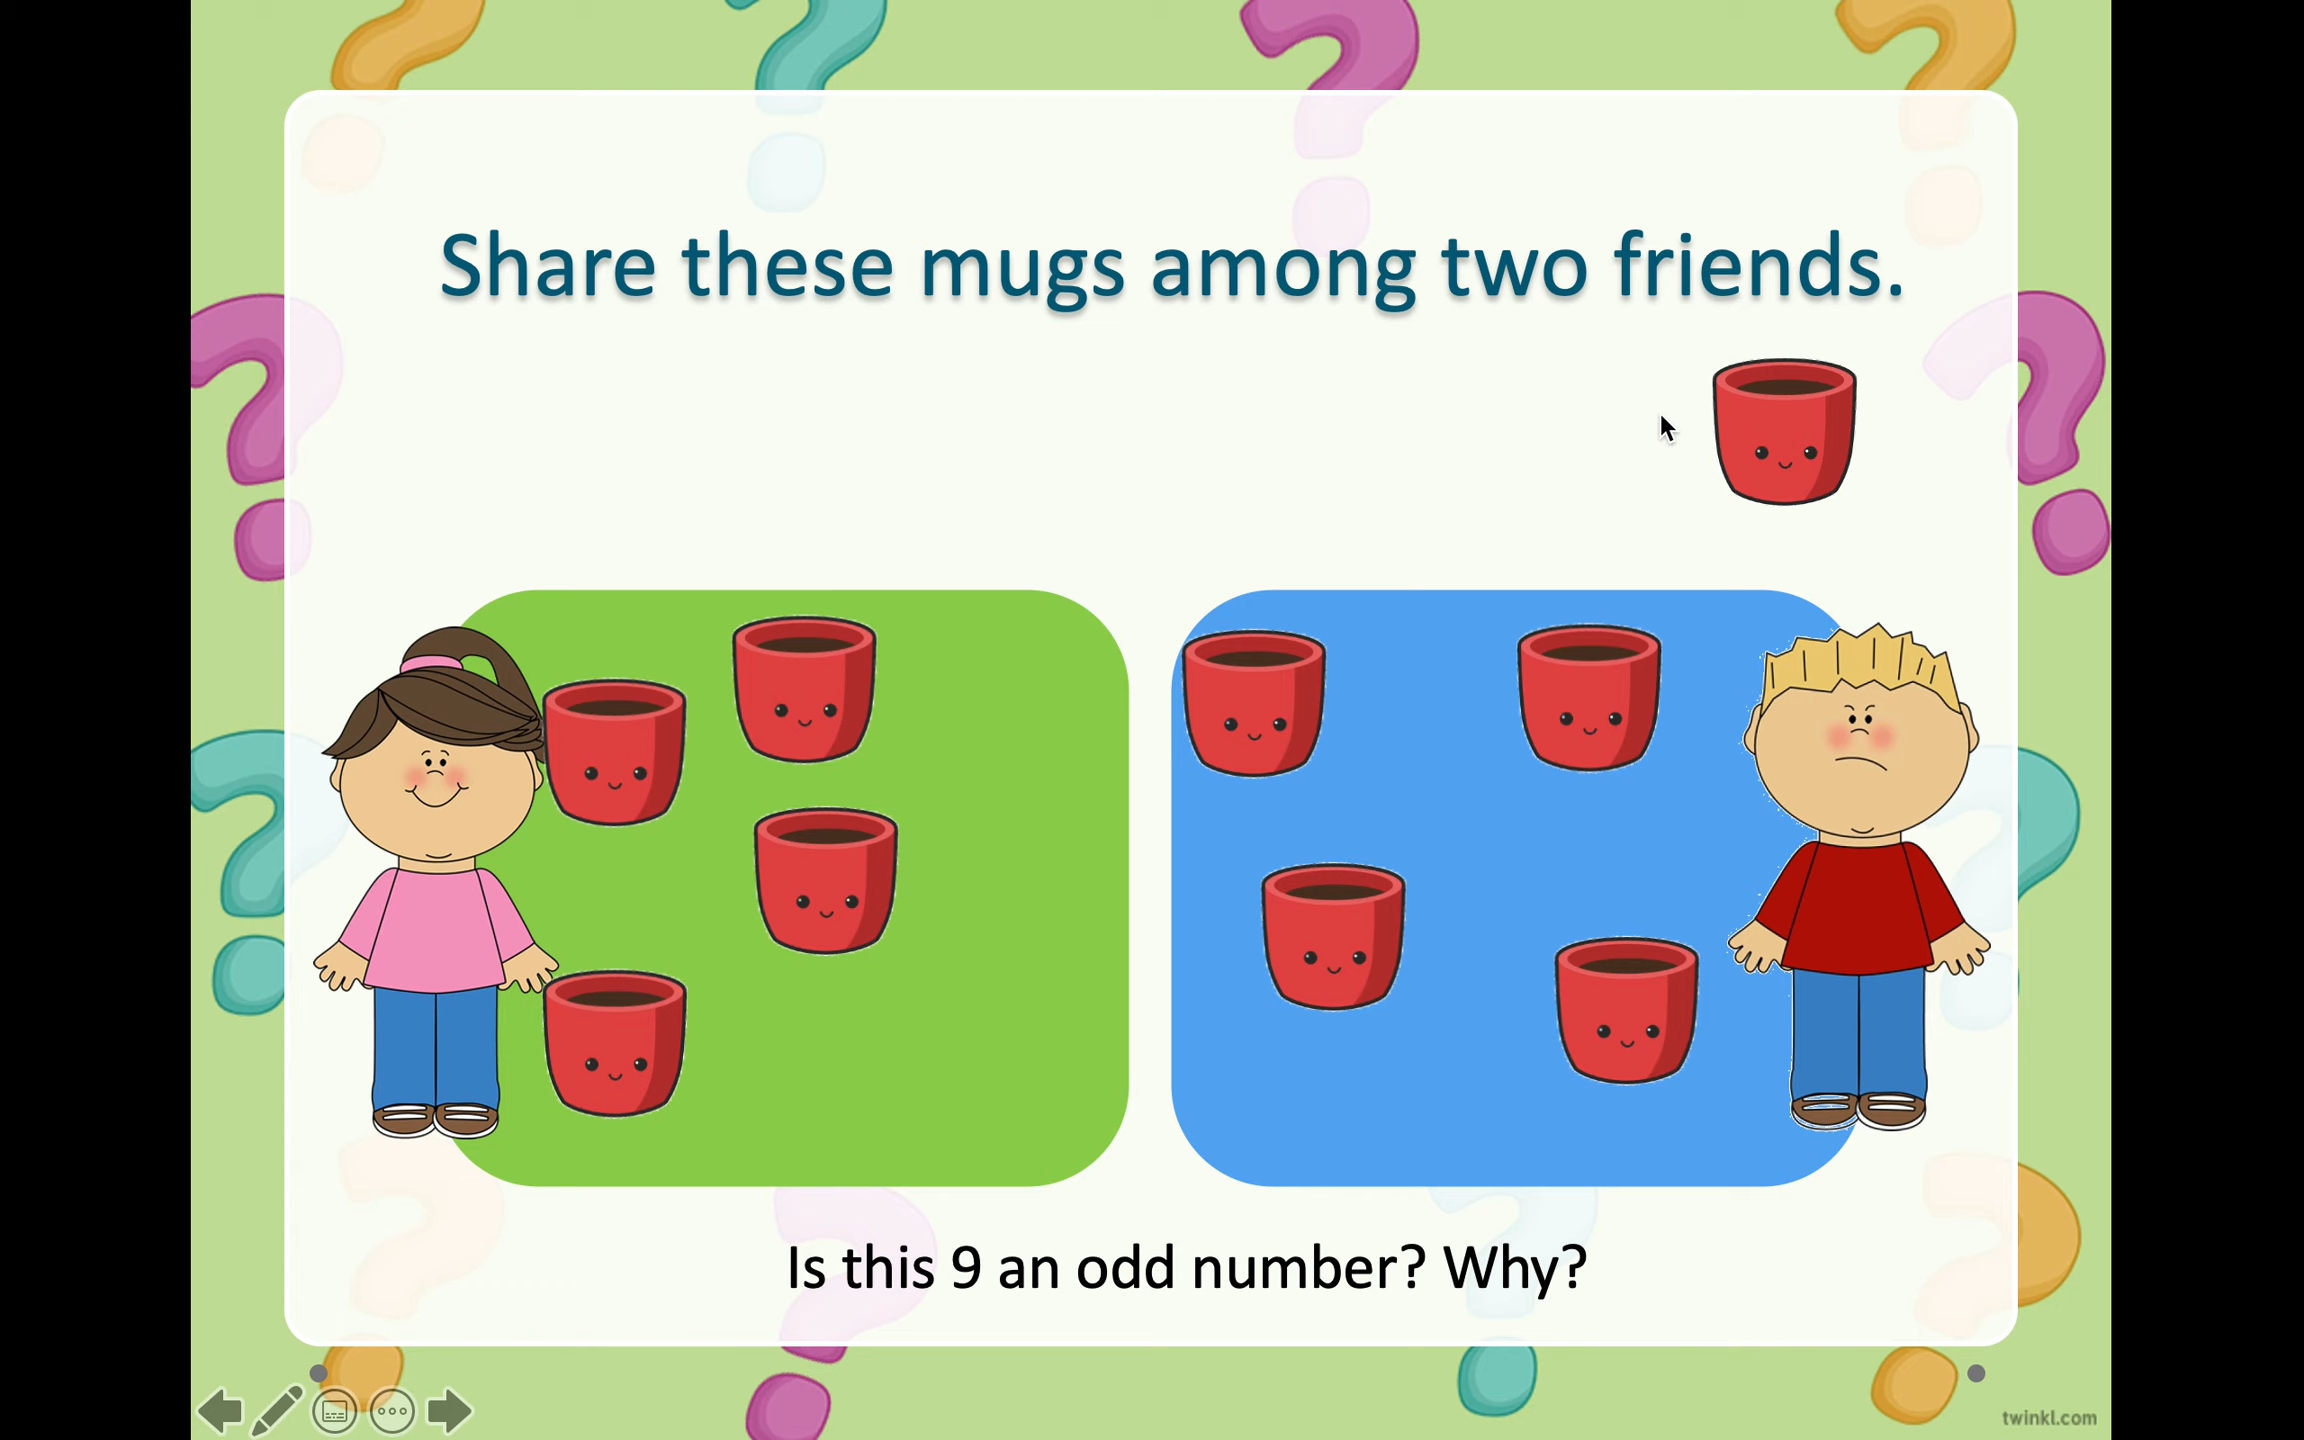 Share these mugs among two friends.
Is this 9 an odd number? Why?
twinkl.com